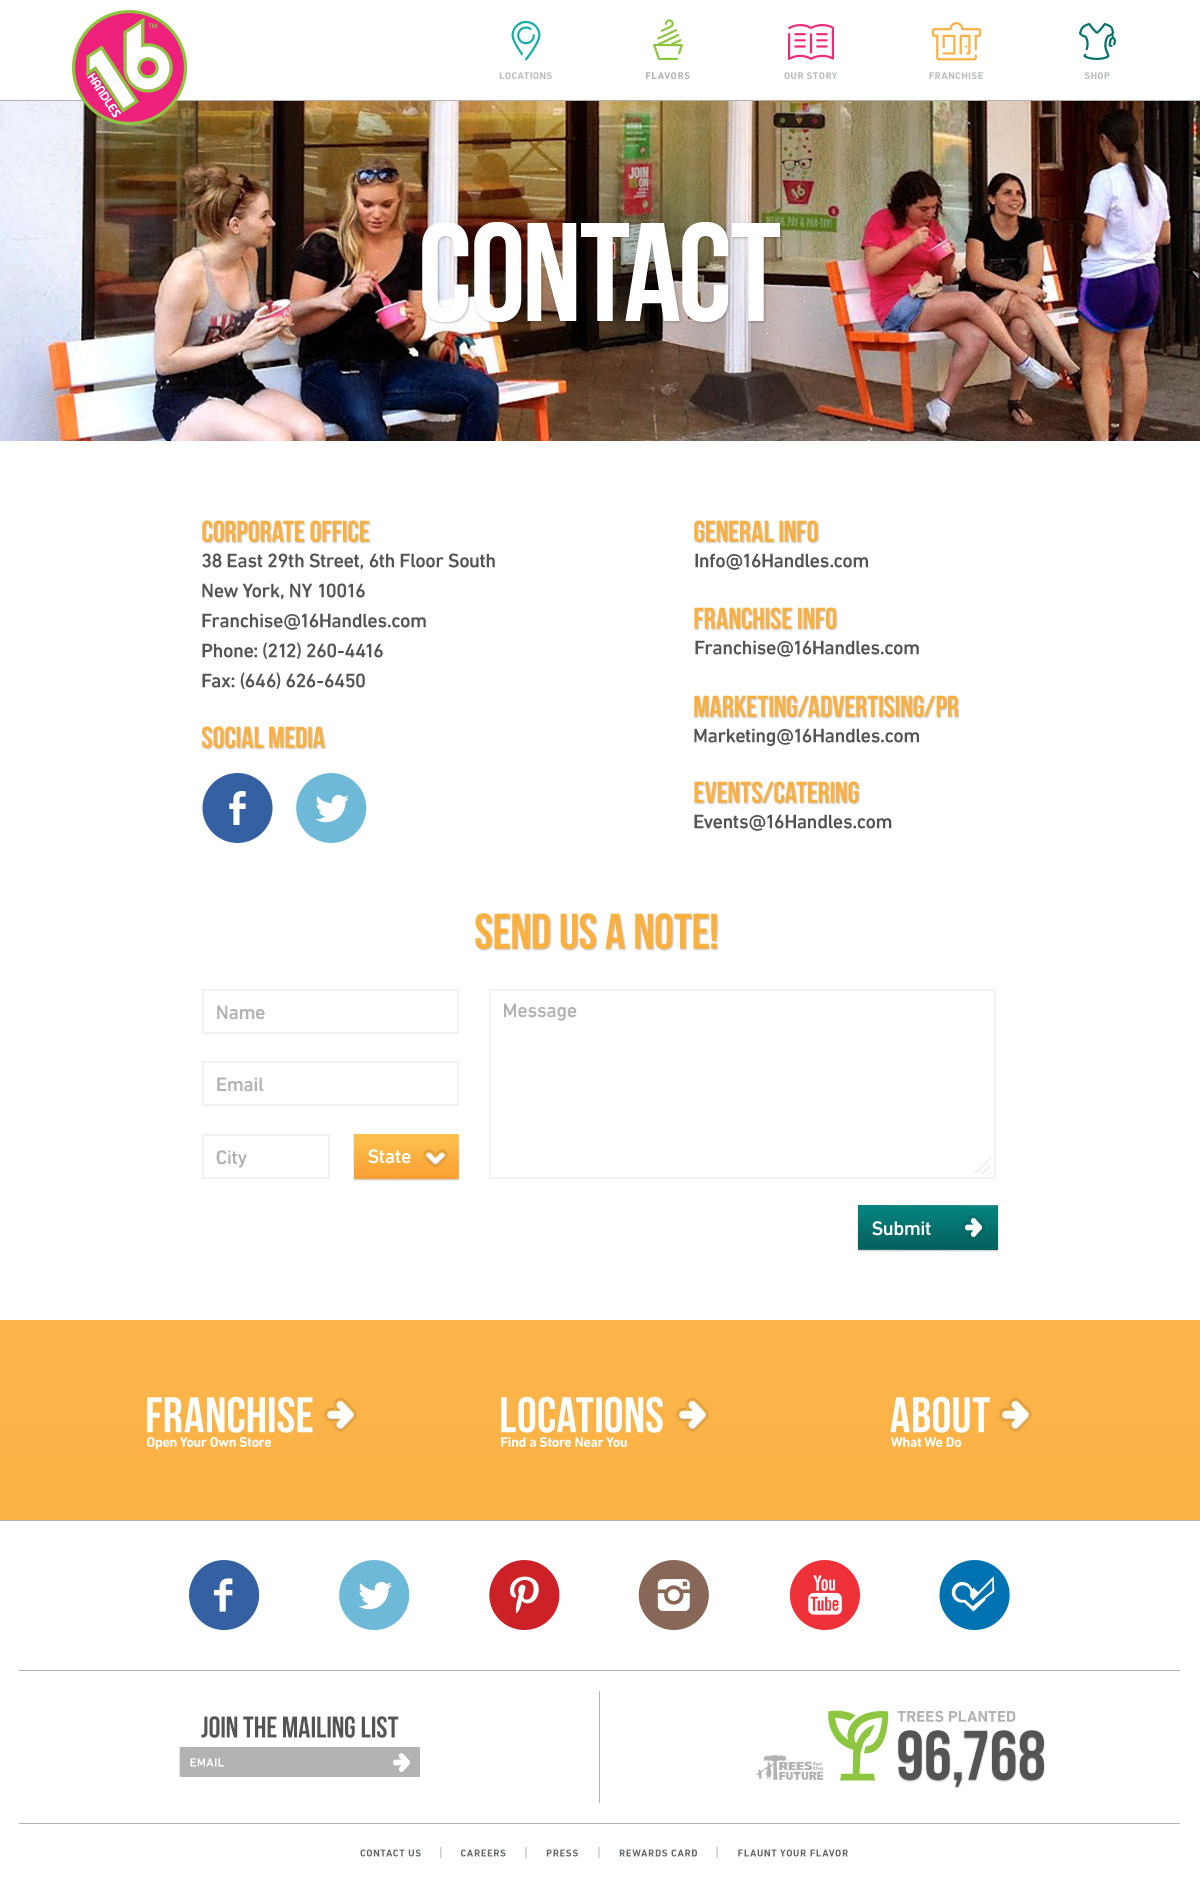 16
HANDLES
TM
LOCATIONS
FLAVORS
OUR STORY
FRANCHISE
SHOP
JOIN
US ON
16
CONTACT
CORPORATE OFFICE
38 East 29th Street, 6th Floor South
New York, NY 10016
Franchise@16Handles.com
Phone: (212) 260-4416
Fax: (646) 626-6450
SOCIAL MEDIA
GENERAL INFO
Info@16Handles.com
FRANCHISE INFO
Franchise@16Handles.com
MARKETING/ADVERTISING/PR
Marketing@16Handles.com
EVENTS/CATERING
Events@16Handles.com
SEND US A NOTE!
Name
Email
City
State
Message
Submit
FRANCHISE
Open Your Own Store
LOCATIONS
Find a Store Near You
ABOUT
What We Do
You
Tube
JOIN THE MAILING LIST
EMAIL
TREES for the
FUTURE
TREES PLANTED
96,768
CONTACT US
CAREERS
PRESS
REWARDS CARD
FLAUNT YOUR FLAVOR